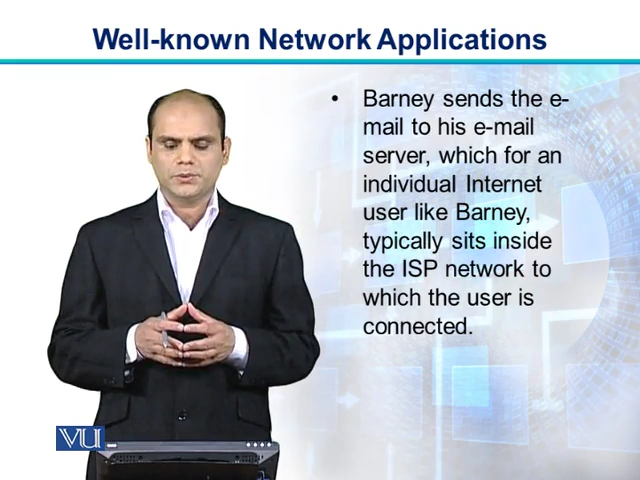 Well-known Network Applications
• Barney sends the e-
mail to his e-mail
server, which for an
individual Internet
user like Barney,
typically sits inside
the ISP network to
which the user is
connected.
VU